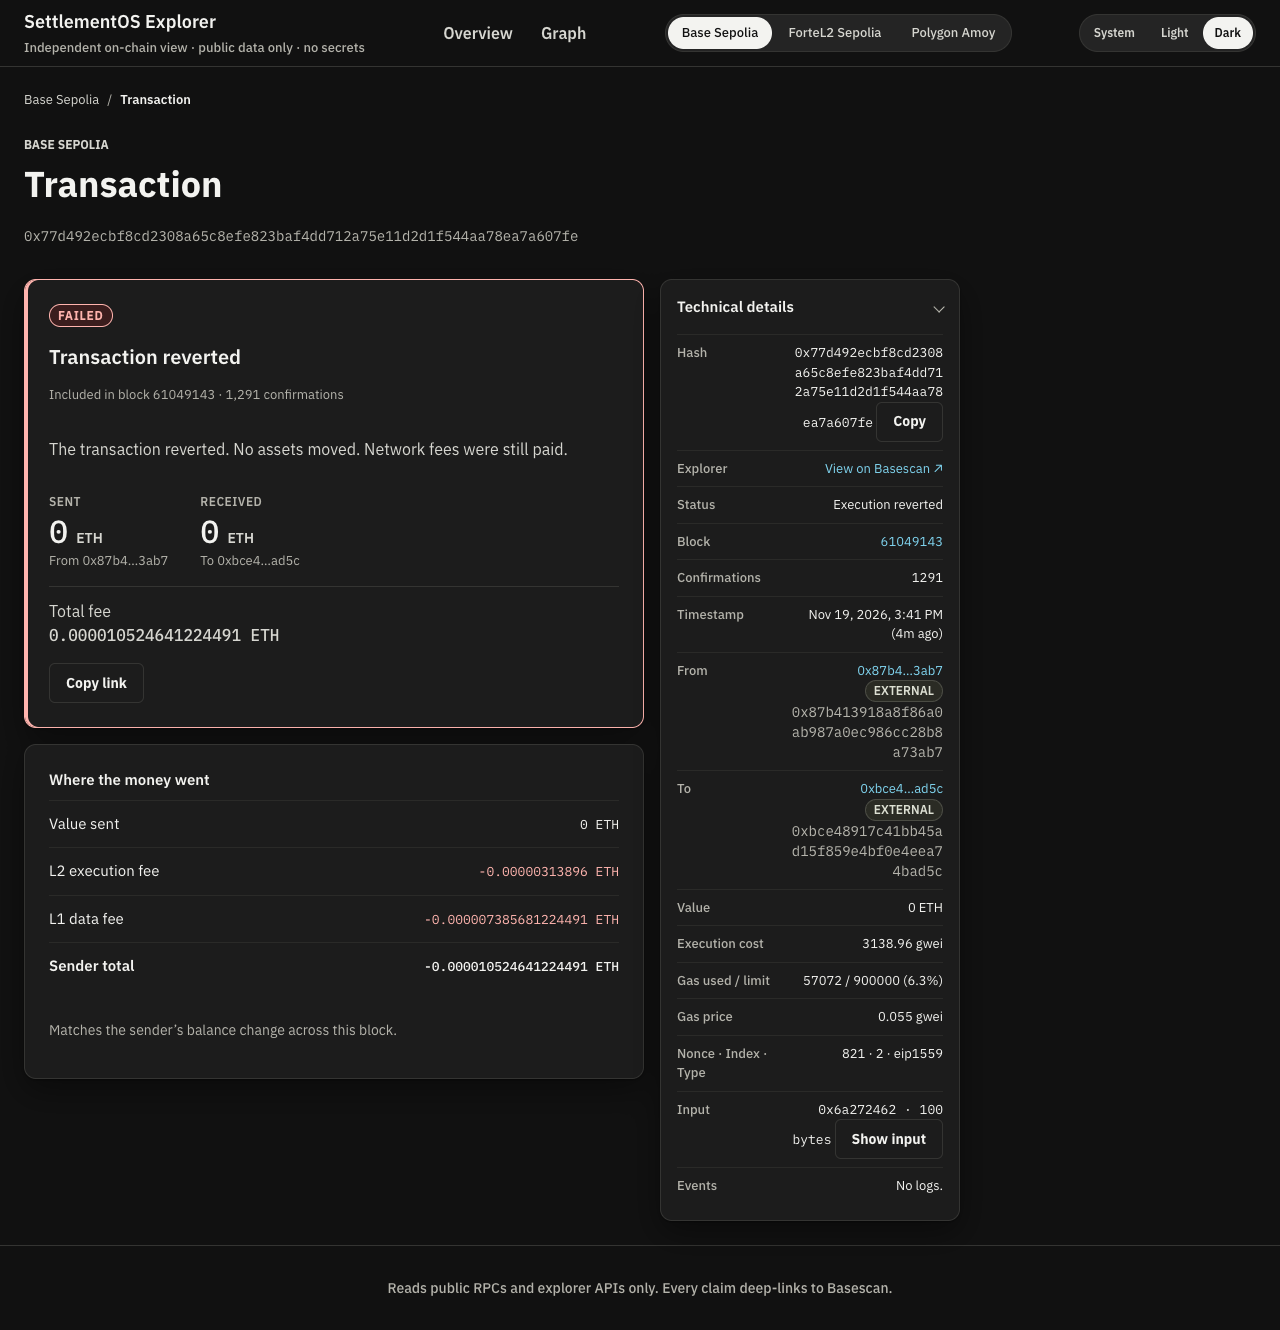 SettlementOS Explorer
Independent on-chain view · public data only · no secrets
Overview
Graph
Base Sepolia
ForteL2 Sepolia
Polygon Amoy
System
Light
Dark
Base Sepolia / Transaction
BASE SEPOLIA
Transaction
0x77d492ecbf8cd2308a65c8efe823baf4dd712a75e11d2d1f544aa78ea7a607fe
FAILED
Transaction reverted
Included in block 61049143 · 1,291 confirmations
The transaction reverted. No assets moved. Network fees were still paid.
SENT
0 ETH
From 0x87b4…3ab7
RECEIVED
0 ETH
To 0xbce4…ad5c
Total fee
0.000010524641224491 ETH
Copy link
Where the money went
Value sent 0 ETH
L2 execution fee -0.00000313896 ETH
L1 data fee -0.000007385681224491 ETH
Sender total -0.000010524641224491 ETH
Matches the sender’s balance change across this block.
Technical details
Hash 0x77d492ecbf8cd2308
a65c8efe823baf4dd71
2a75e11d2d1f544aa78
ea7a607fe Copy
Explorer View on Basescan ↗
Status Execution reverted
Block 61049143
Confirmations 1291
Timestamp Nov 19, 2026, 3:41 PM
(4m ago)
From 0x87b4…3ab7
EXTERNAL
0x87b413918a8f86a0
ab987a0ec986cc28b8
a73ab7
To 0xbce4…ad5c
EXTERNAL
0xbce48917c41bb45a
d15f859e4bf0e4eea7
4bad5c
Value 0 ETH
Execution cost 3138.96 gwei
Gas used / limit 57072 / 900000 (6.3%)
Gas price 0.055 gwei
Nonce · Index · 821 · 2 · eip1559
Type
Input 0x6a272462 · 100
bytes Show input
Events No logs.
Reads public RPCs and explorer APIs only. Every claim deep-links to Basescan.